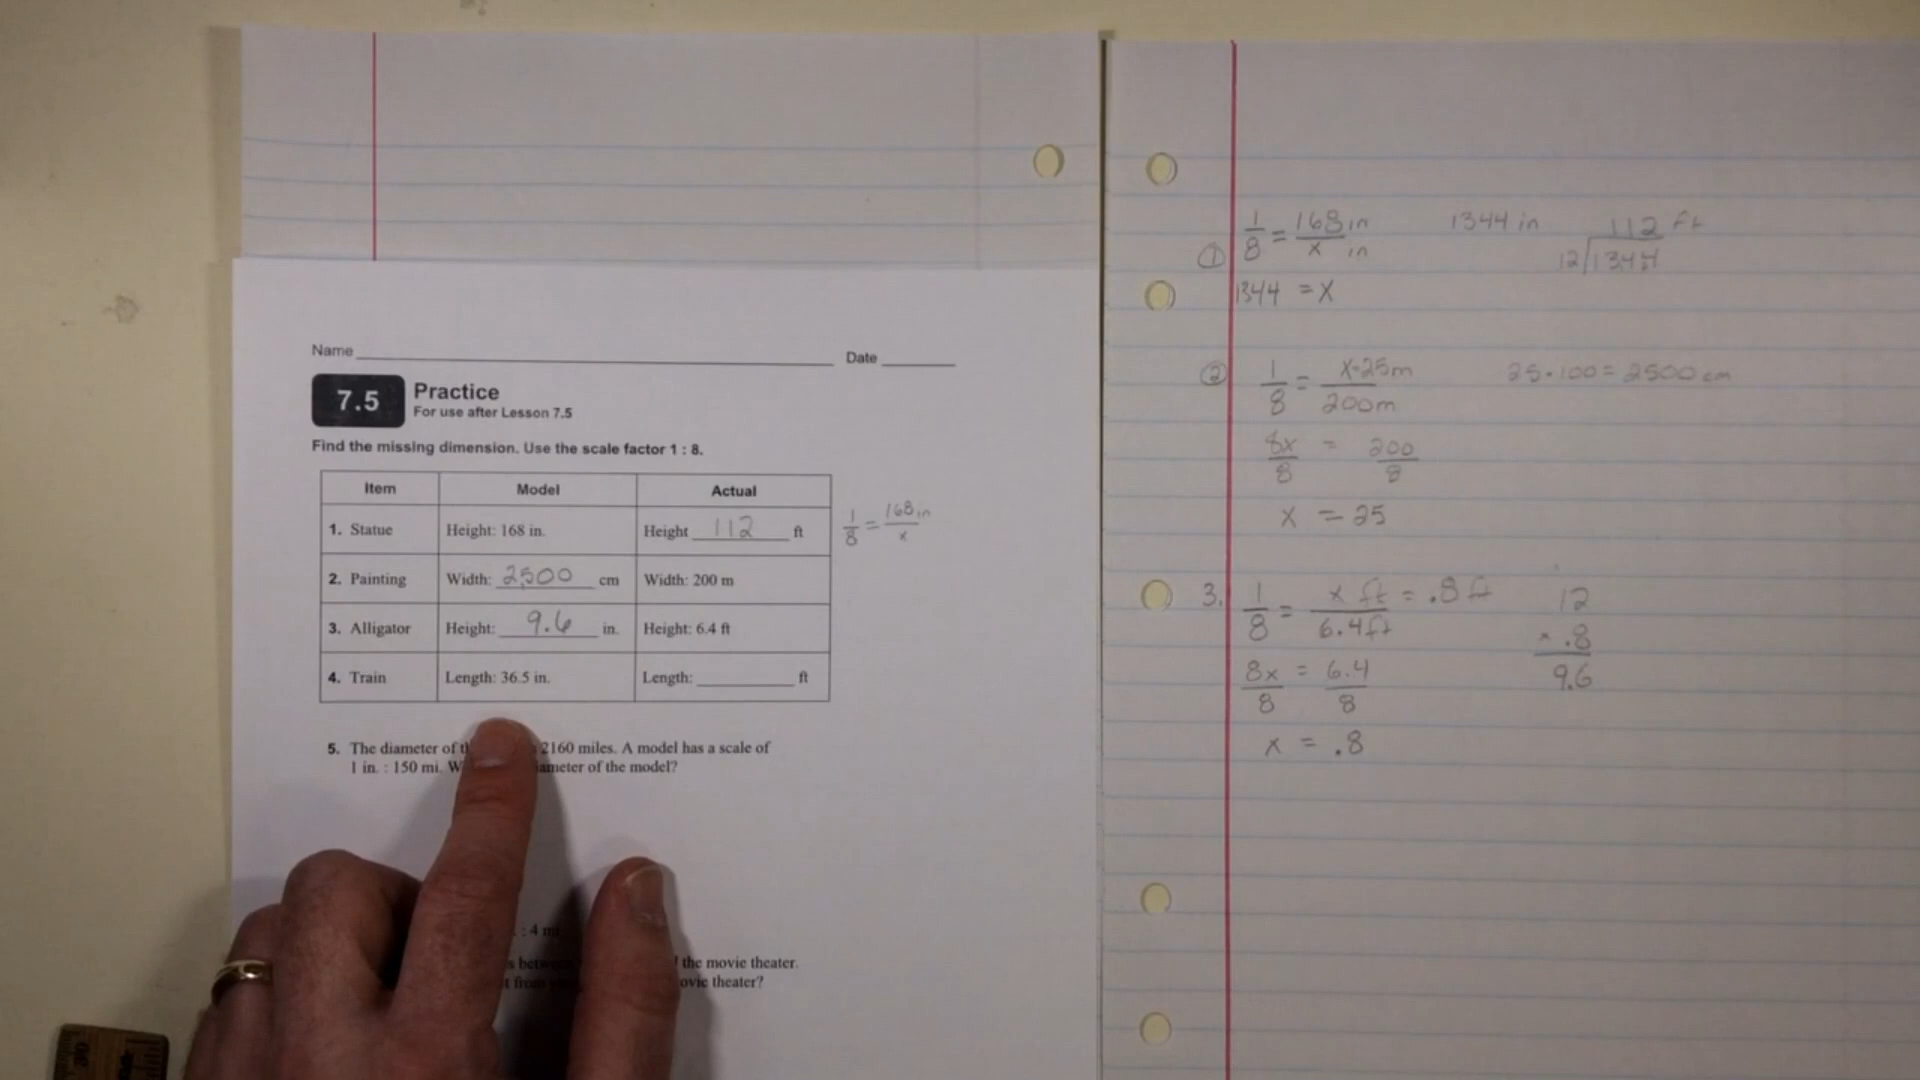 Name Date
7.5 Practice
For use after Lesson 7.5
Find the missing dimension. Use the scale factor 1 : 8.
Item Model Actual
1. Statue Height: 168 in. Height 112 ft
1/8 = 168 in/x
2. Painting Width: 2500 cm Width: 200 m
3. Alligator Height: 9.6 in. Height: 6.4 ft
4. Train Length: 36.5 in. Length: ft
5. The diameter of 2160 miles. A model has a scale of
1 in. : 150 mi. diameter of the model?
: 4 mi
the movie theater.
movie theater?
① 1/8 = 168 in/x in 1344 in 112 ft
12 1344
1344 = x
② 1/8 = x·25m/200m 25·100 = 2500 cm
8x/8 = 200/8
x = 25
3. 1/8 = x ft/6.4 ft = .8 ft 12
× .8
8x/8 = 6.4/8 9.6
x = .8